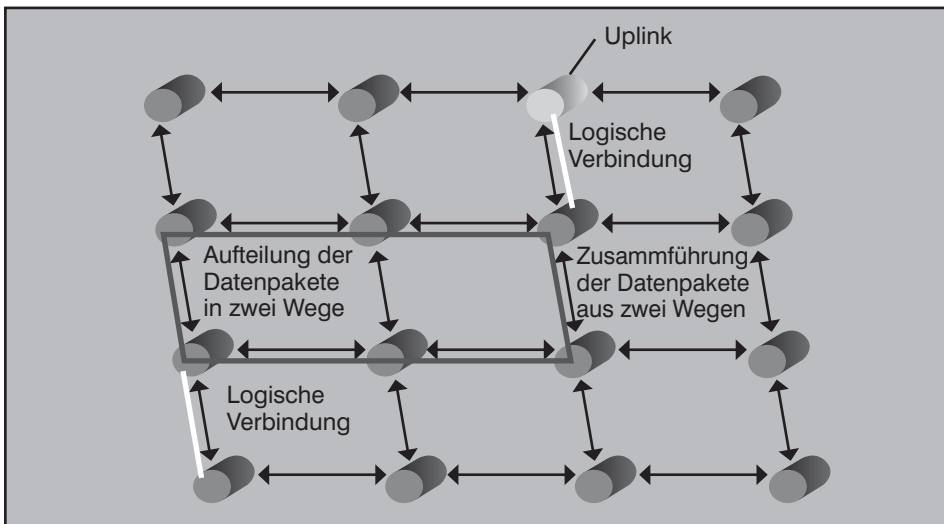 Uplink
Logische
Verbindung
Aufteilung der
Datenpakete
in zwei Wege
Zusammführung
der Datenpakete
aus zwei Wegen
Logische
Verbindung